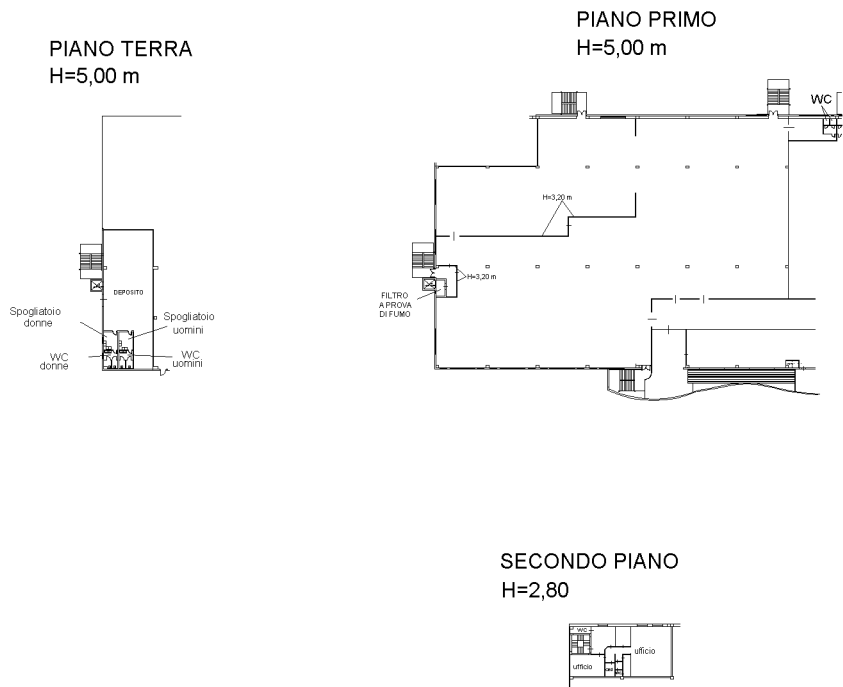 PIANO TERRA
H=5,00 m
DEPOSITO
Spogliatoio
donne
Spogliatoio
uomini
WC
donne
WC
uomini
PIANO PRIMO
H=5,00 m
WC
H=3,20 m
H=3,20 m
FILTRO
A PROVA
DI FUMO
SECONDO PIANO
H=2,80
WC
ufficio
ufficio